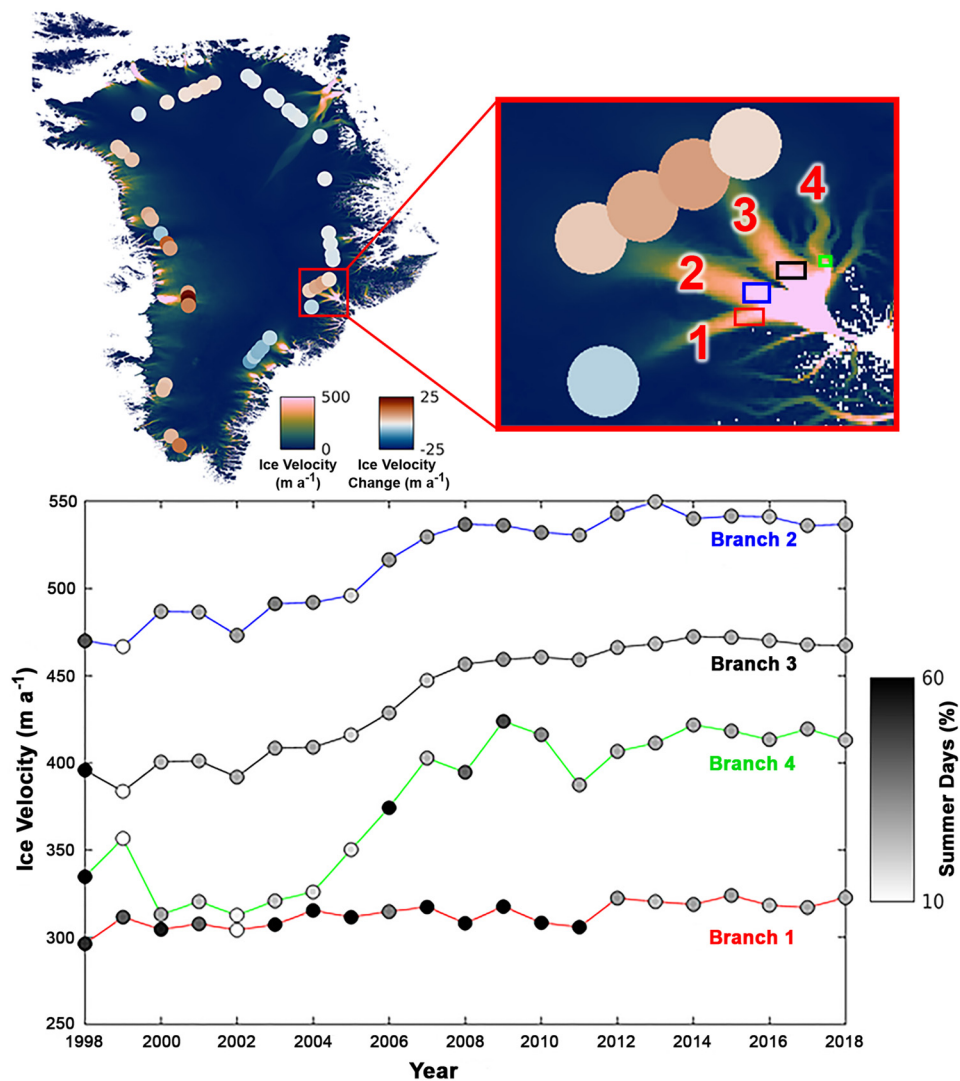 4
3
2
1
500
0
25
-25
Ice Velocity
(m a⁻¹)
Ice Velocity
Change (m a⁻¹)
550
500
450
400
350
300
250
Ice Velocity (m a⁻¹)
Branch 2
Branch 3
Branch 4
Branch 1
60
10
Summer Days (%)
1998 2000 2002 2004 2006 2008 2010 2012 2014 2016 2018
Year